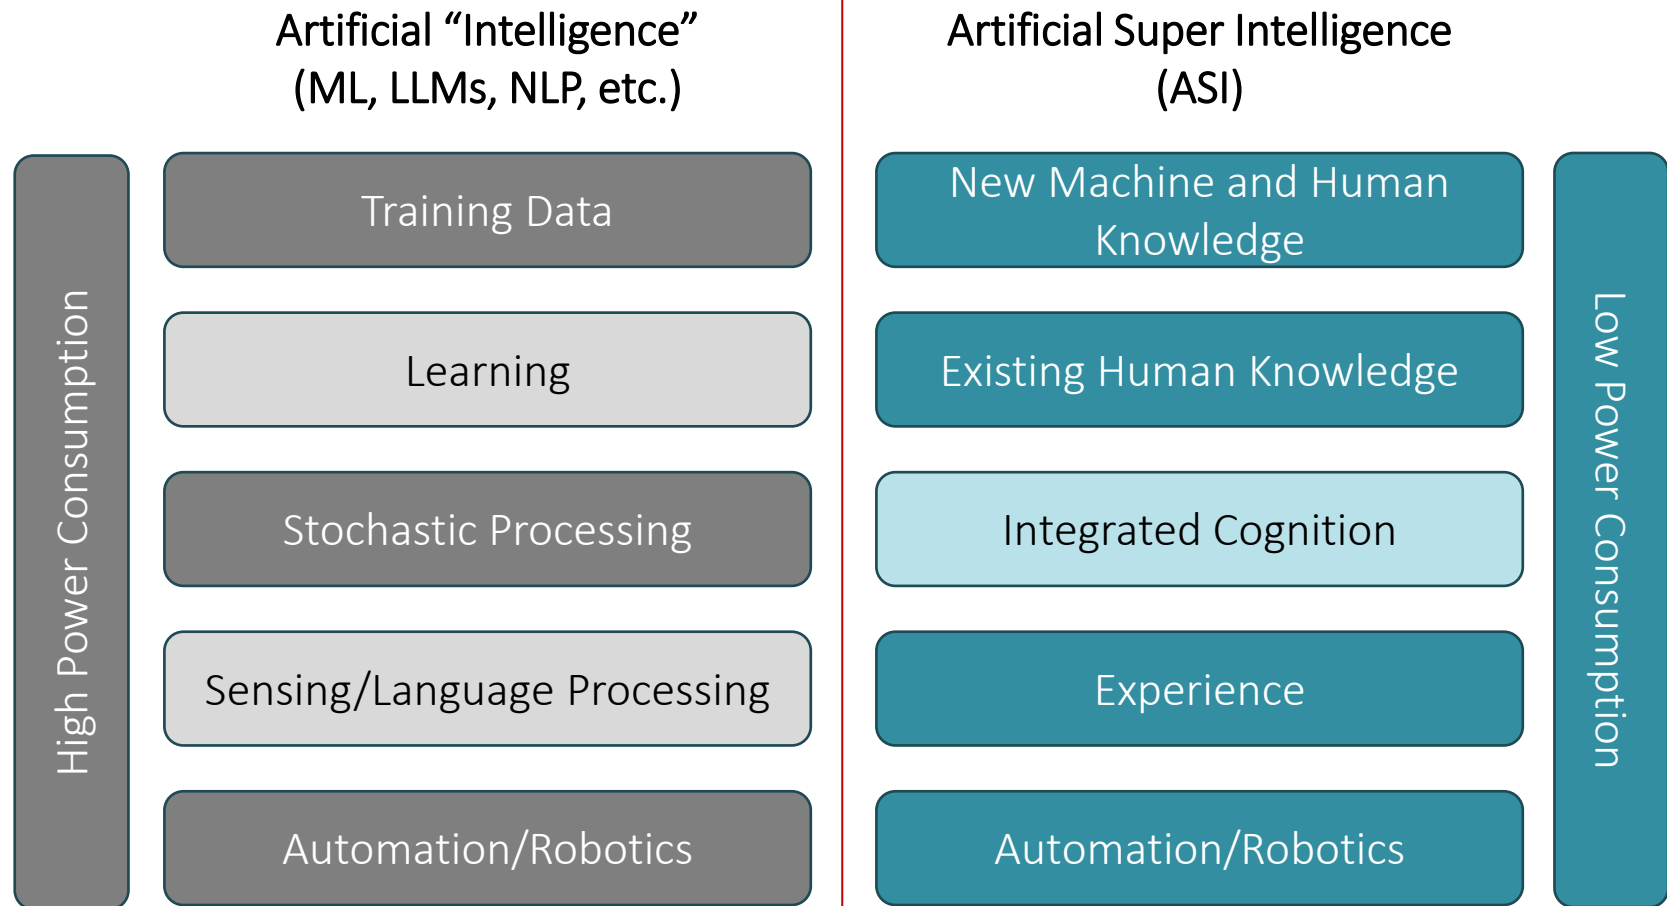 Artificial “Intelligence”
(ML, LLMs, NLP, etc.)
High Power Consumption
Training Data
Learning
Stochastic Processing
Sensing/Language Processing
Automation/Robotics
Artificial Super Intelligence
(ASI)
New Machine and Human
Knowledge
Existing Human Knowledge
Integrated Cognition
Experience
Automation/Robotics
Low Power Consumption